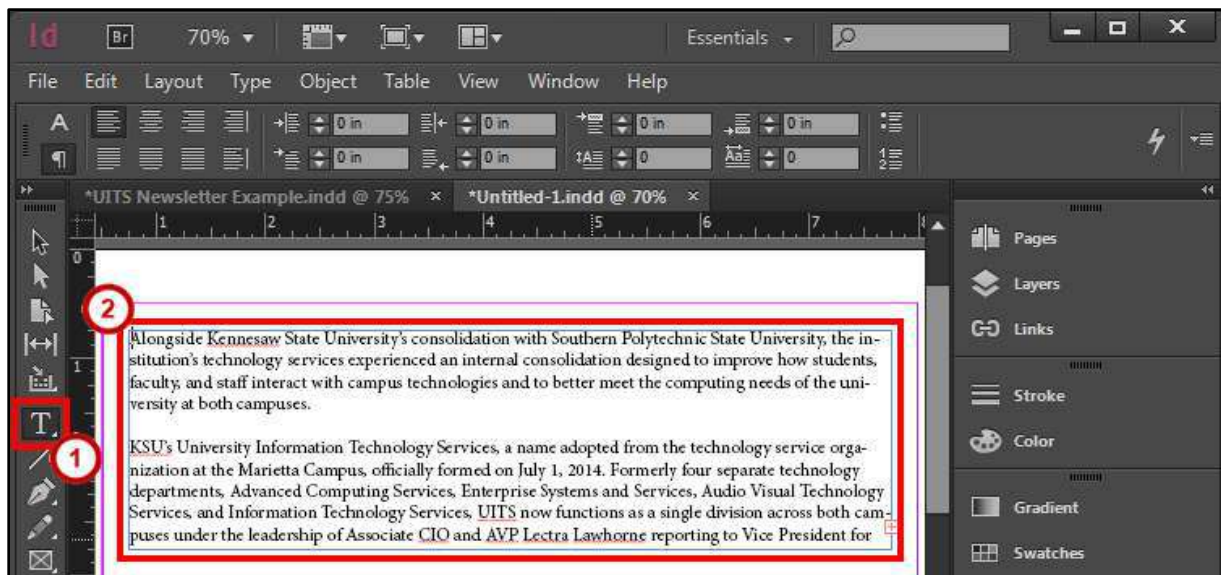 Id Br 70% Essentials
File Edit Layout Type Object Table View Window Help
A 0 in 0 in 0 in 0 in
¶ 0 in 0 in 0 0
*UITS Newsletter Example.indd @ 75% × *Untitled-1.indd @ 70% ×
1 2 3 4 5 6 7 8
0
Pages
Layers
Links
Stroke
Color
Gradient
Swatches
1
2
Alongside Kennesaw State University's consolidation with Southern Polytechnic State University, the in-
stitution's technology services experienced an internal consolidation designed to improve how students,
faculty, and staff interact with campus technologies and to better meet the computing needs of the uni-
versity at both campuses.
KSU's University Information Technology Services, a name adopted from the technology service orga-
nization at the Marietta Campus, officially formed on July 1, 2014. Formerly four separate technology
departments, Advanced Computing Services, Enterprise Systems and Services, Audio Visual Technology
Services, and Information Technology Services, UITS now functions as a single division across both cam-
puses under the leadership of Associate CIO and AVP Lectra Lawhorne reporting to Vice President for
T
1